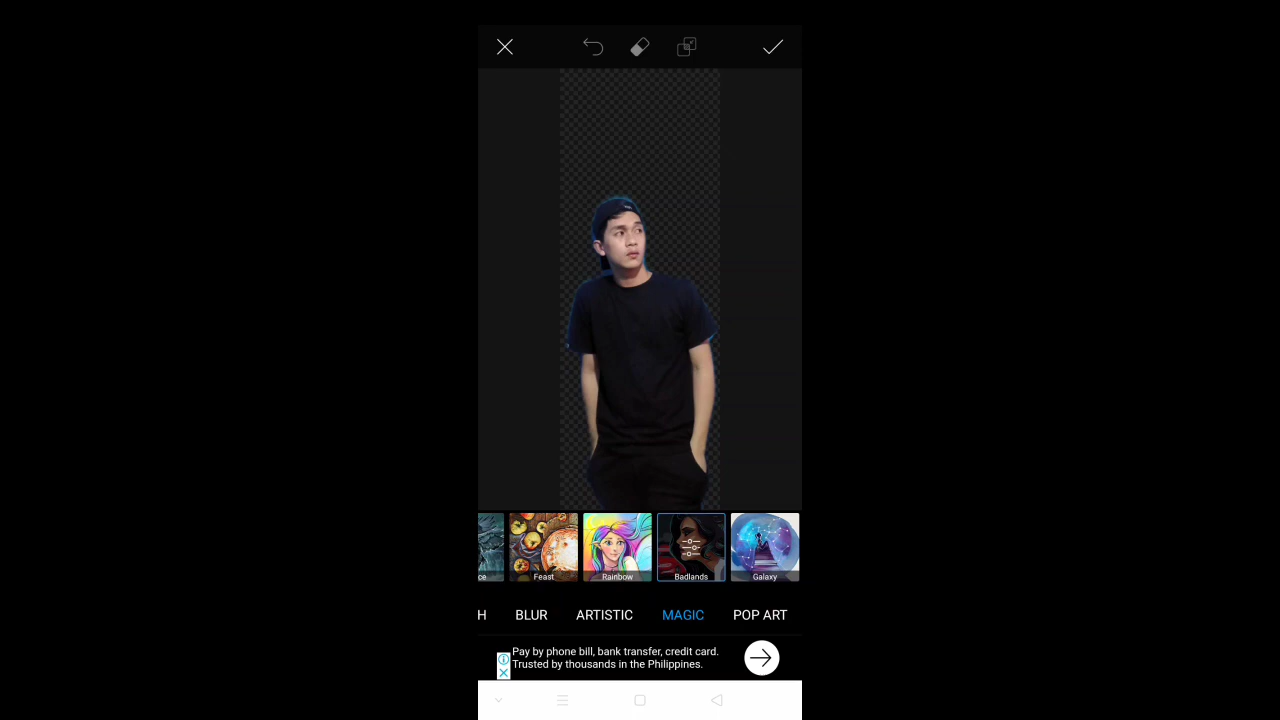 ce
Feast
Rainbow
Badlands
Galaxy
H
BLUR
ARTISTIC
MAGIC
POP ART
Pay by phone bill, bank transfer, credit card.
Trusted by thousands in the Philippines.